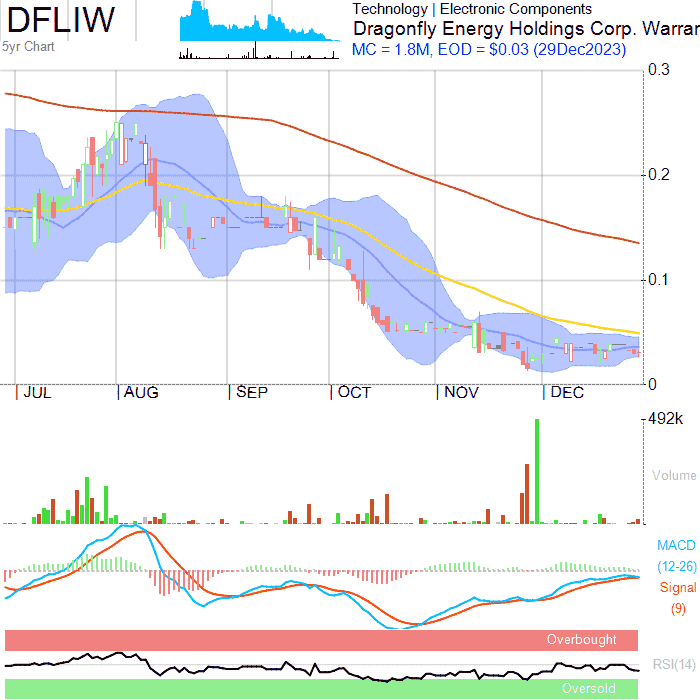 DFLIW
5yr Chart
Technology | Electronic Components
Dragonfly Energy Holdings Corp. Warran
MC = 1.8M, EOD = $0.03 (29Dec2023)
0.3
0.2
0.1
0
JUL AUG SEP OCT NOV DEC
492k
Volume
MACD
(12-26)
Signal
(9)
Overbought
RSI(14)
Oversold